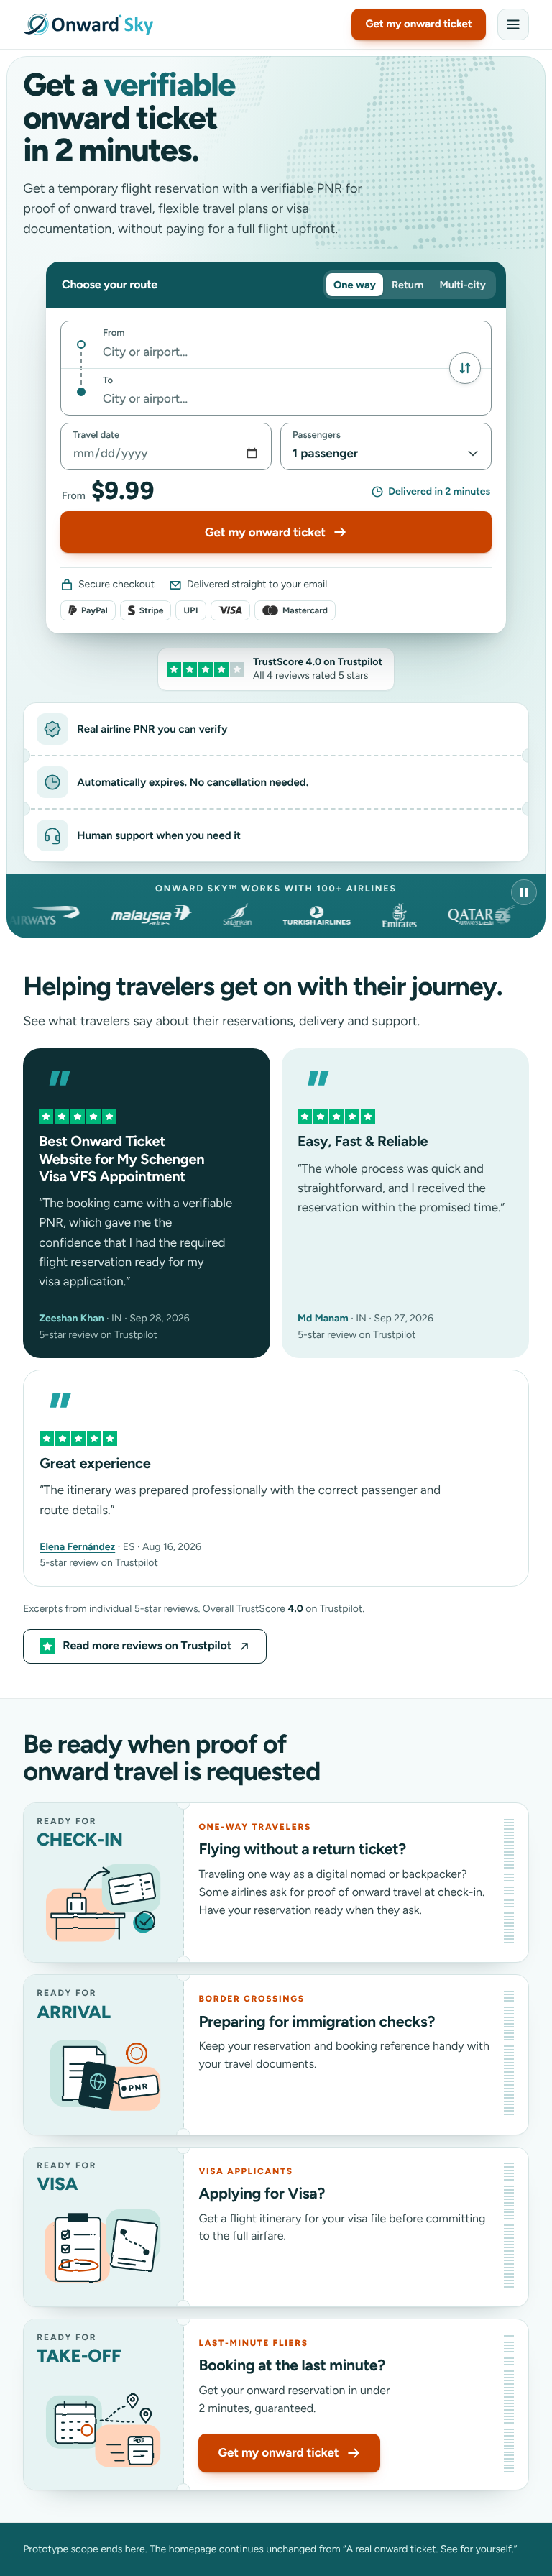 Onward Sky
Get my onward ticket
Get a verifiable
onward ticket
in 2 minutes.
Get a temporary flight reservation with a verifiable PNR for
proof of onward travel, flexible travel plans or visa
documentation, without paying for a full flight upfront.
Choose your route
One way Return Multi-city
From
City or airport...
To
City or airport...
Travel date
mm/dd/yyyy
Passengers
1 passenger
From $9.99
Delivered in 2 minutes
Get my onward ticket →
Secure checkout Delivered straight to your email
PayPal Stripe UPI VISA Mastercard
TrustScore 4.0 on Trustpilot
All 4 reviews rated 5 stars
Real airline PNR you can verify
Automatically expires. No cancellation needed.
Human support when you need it
ONWARD SKY™ WORKS WITH 100+ AIRLINES
AIRWAYS malaysia airlines SriLankan TURKISH AIRLINES Emirates QATAR
Helping travelers get on with their journey.
See what travelers say about their reservations, delivery and support.
Best Onward Ticket
Website for My Schengen
Visa VFS Appointment
“The booking came with a verifiable
PNR, which gave me the
confidence that I had the required
flight reservation ready for my
visa application.”
Zeeshan Khan · IN · Sep 28, 2026
5-star review on Trustpilot
Easy, Fast & Reliable
“The whole process was quick and
straightforward, and I received the
reservation within the promised time.”
Md Manam · IN · Sep 27, 2026
5-star review on Trustpilot
Great experience
“The itinerary was prepared professionally with the correct passenger and
route details.”
Elena Fernández · ES · Aug 16, 2026
5-star review on Trustpilot
Excerpts from individual 5-star reviews. Overall TrustScore 4.0 on Trustpilot.
Read more reviews on Trustpilot ↗
Be ready when proof of
onward travel is requested
READY FOR
CHECK-IN
ONE-WAY TRAVELERS
Flying without a return ticket?
Traveling one way as a digital nomad or backpacker?
Some airlines ask for proof of onward travel at check-in.
Have your reservation ready when they ask.
READY FOR
ARRIVAL
PNR
BORDER CROSSINGS
Preparing for immigration checks?
Keep your reservation and booking reference handy with
your travel documents.
READY FOR
VISA
VISA APPLICANTS
Applying for Visa?
Get a flight itinerary for your visa file before committing
to the full airfare.
READY FOR
TAKE-OFF
PDF
LAST-MINUTE FLIERS
Booking at the last minute?
Get your onward reservation in under
2 minutes, guaranteed.
Get my onward ticket →
Prototype scope ends here. The homepage continues unchanged from “A real onward ticket. See for yourself.”